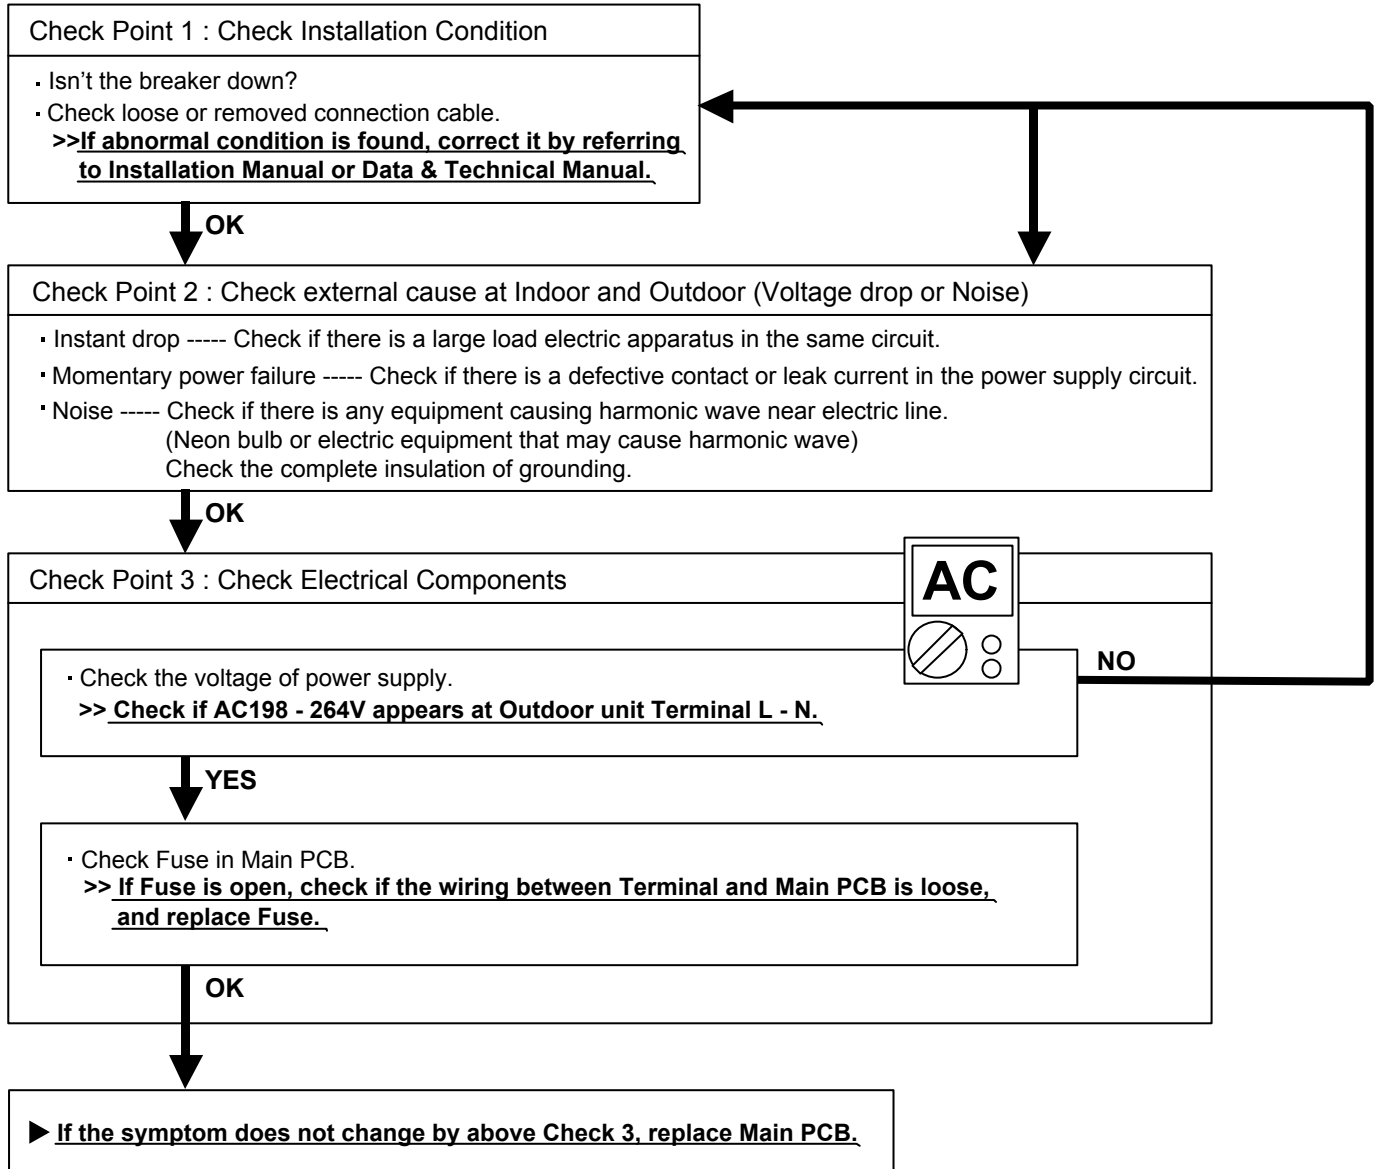 Check Point 1 : Check Installation Condition
· Isn't the breaker down?
· Check loose or removed connection cable.
>>If abnormal condition is found, correct it by referring
to Installation Manual or Data & Technical Manual.
OK
Check Point 2 : Check external cause at Indoor and Outdoor (Voltage drop or Noise)
· Instant drop ----- Check if there is a large load electric apparatus in the same circuit.
· Momentary power failure ----- Check if there is a defective contact or leak current in the power supply circuit.
· Noise ----- Check if there is any equipment causing harmonic wave near electric line.
(Neon bulb or electric equipment that may cause harmonic wave)
Check the complete insulation of grounding.
OK
Check Point 3 : Check Electrical Components
AC
NO
· Check the voltage of power supply.
>> Check if AC198 - 264V appears at Outdoor unit Terminal L - N.
YES
· Check Fuse in Main PCB.
>> If Fuse is open, check if the wiring between Terminal and Main PCB is loose,
and replace Fuse.
OK
▶ If the symptom does not change by above Check 3, replace Main PCB.